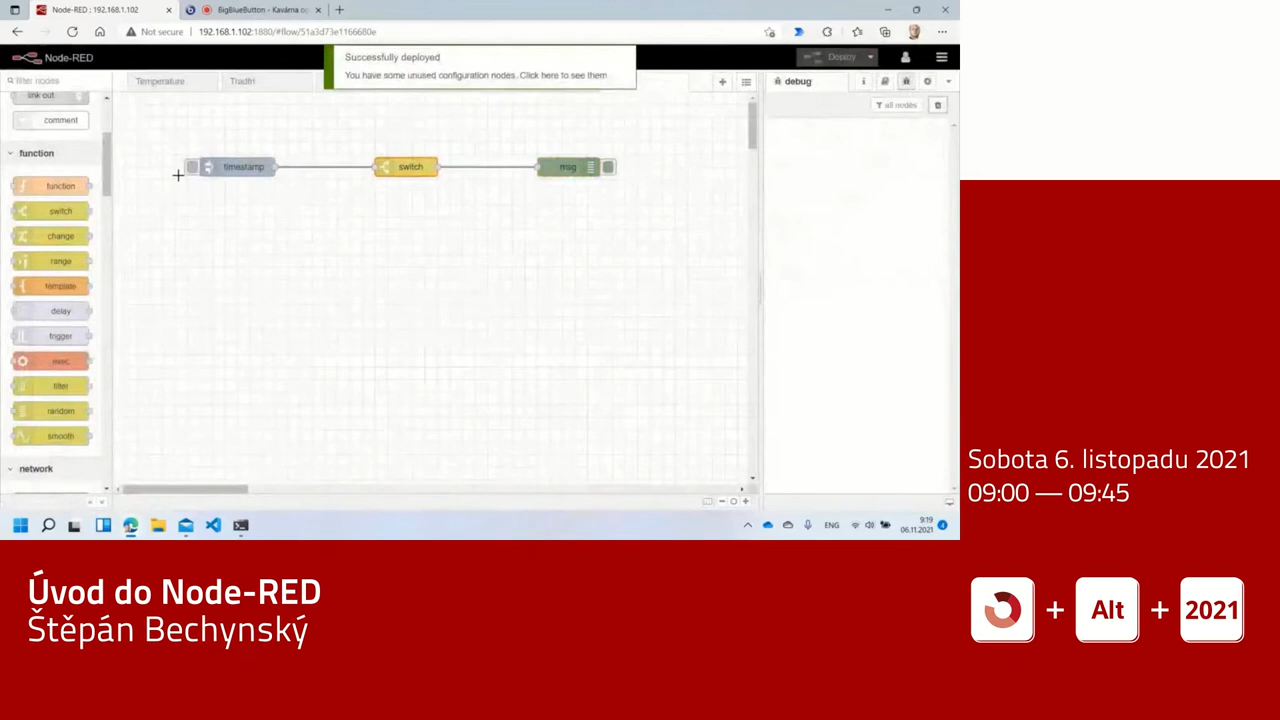 Node-RED : 192.168.1.102
BigBlueButton - Kavárna o
Not secure
192.168.1.102:1880/#flow/51a3d73e1166680e
Node-RED
Successfully deployed
You have some unused configuration nodes. Click here to see them
Deploy
filter nodes
Temperature
Tradfri
debug
all nodes
link out
comment
function
function
switch
change
range
template
delay
trigger
exec
filter
random
smooth
network
timestamp
switch
msg
ENG
9:19
06.11.2021
4
Sobota 6. listopadu 2021
09:00 — 09:45
Úvod do Node-RED
Štěpán Bechynský
+ Alt + 2021